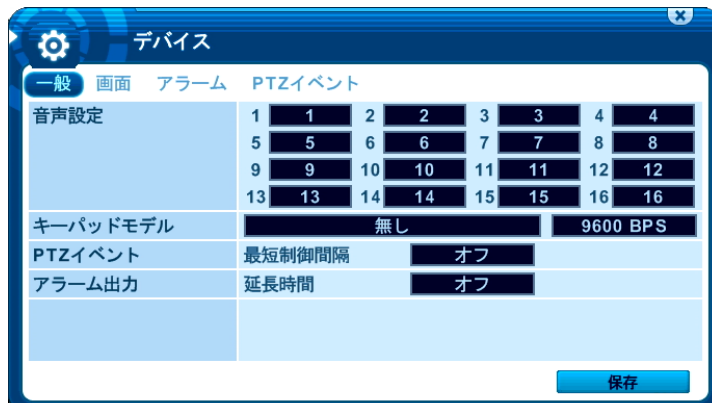 デバイス
一般 画面 アラーム PTZイベント
音声設定 1 1 2 2 3 3 4 4
5 5 6 6 7 7 8 8
9 9 10 10 11 11 12 12
13 13 14 14 15 15 16 16
キーパッドモデル 無し 9600 BPS
PTZイベント 最短制御間隔 オフ
アラーム出力 延長時間 オフ
保存